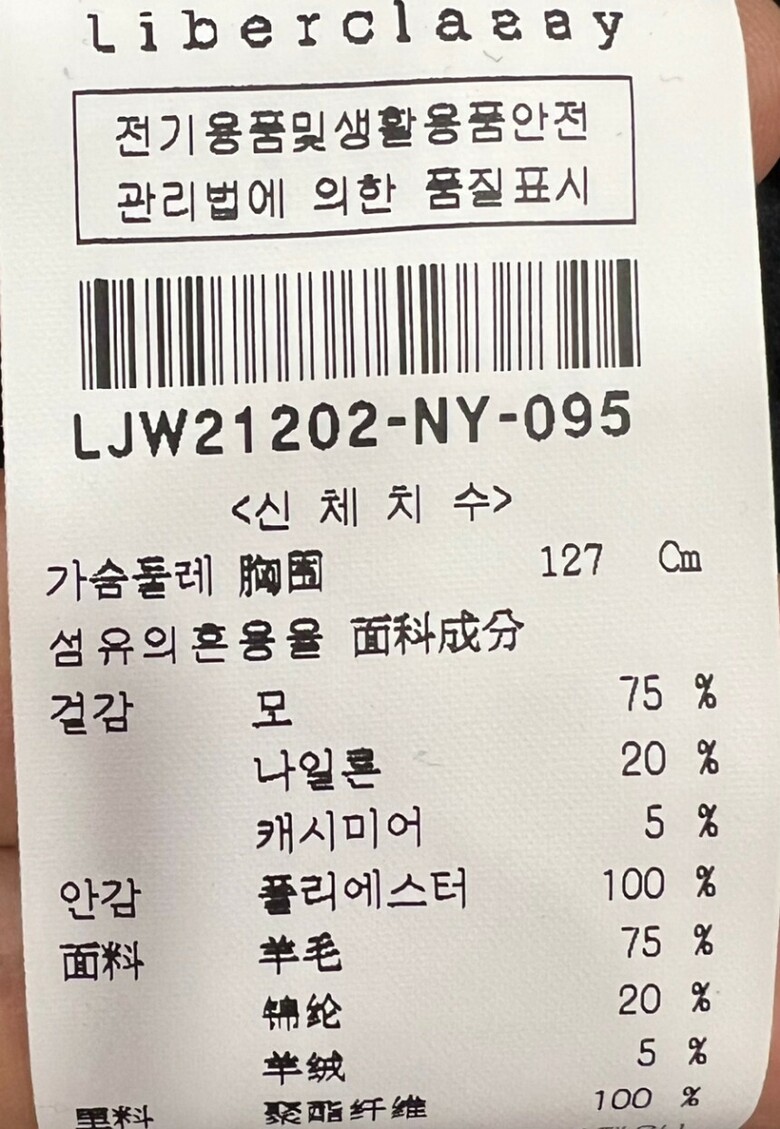 Liberclassy
전기용품및생활용품안전
관리법에 의한 품질표시
LJW21202-NY-095
<신 체 치 수>
가슴둘레 胸围 127 Cm
섬유의혼용율 面料成分
겉감 모 75 %
나일론 20 %
캐시미어 5 %
안감 폴리에스터 100 %
面料 羊毛 75 %
锦纶 20 %
羊绒 5 %
里料 聚酯纤维 100 %